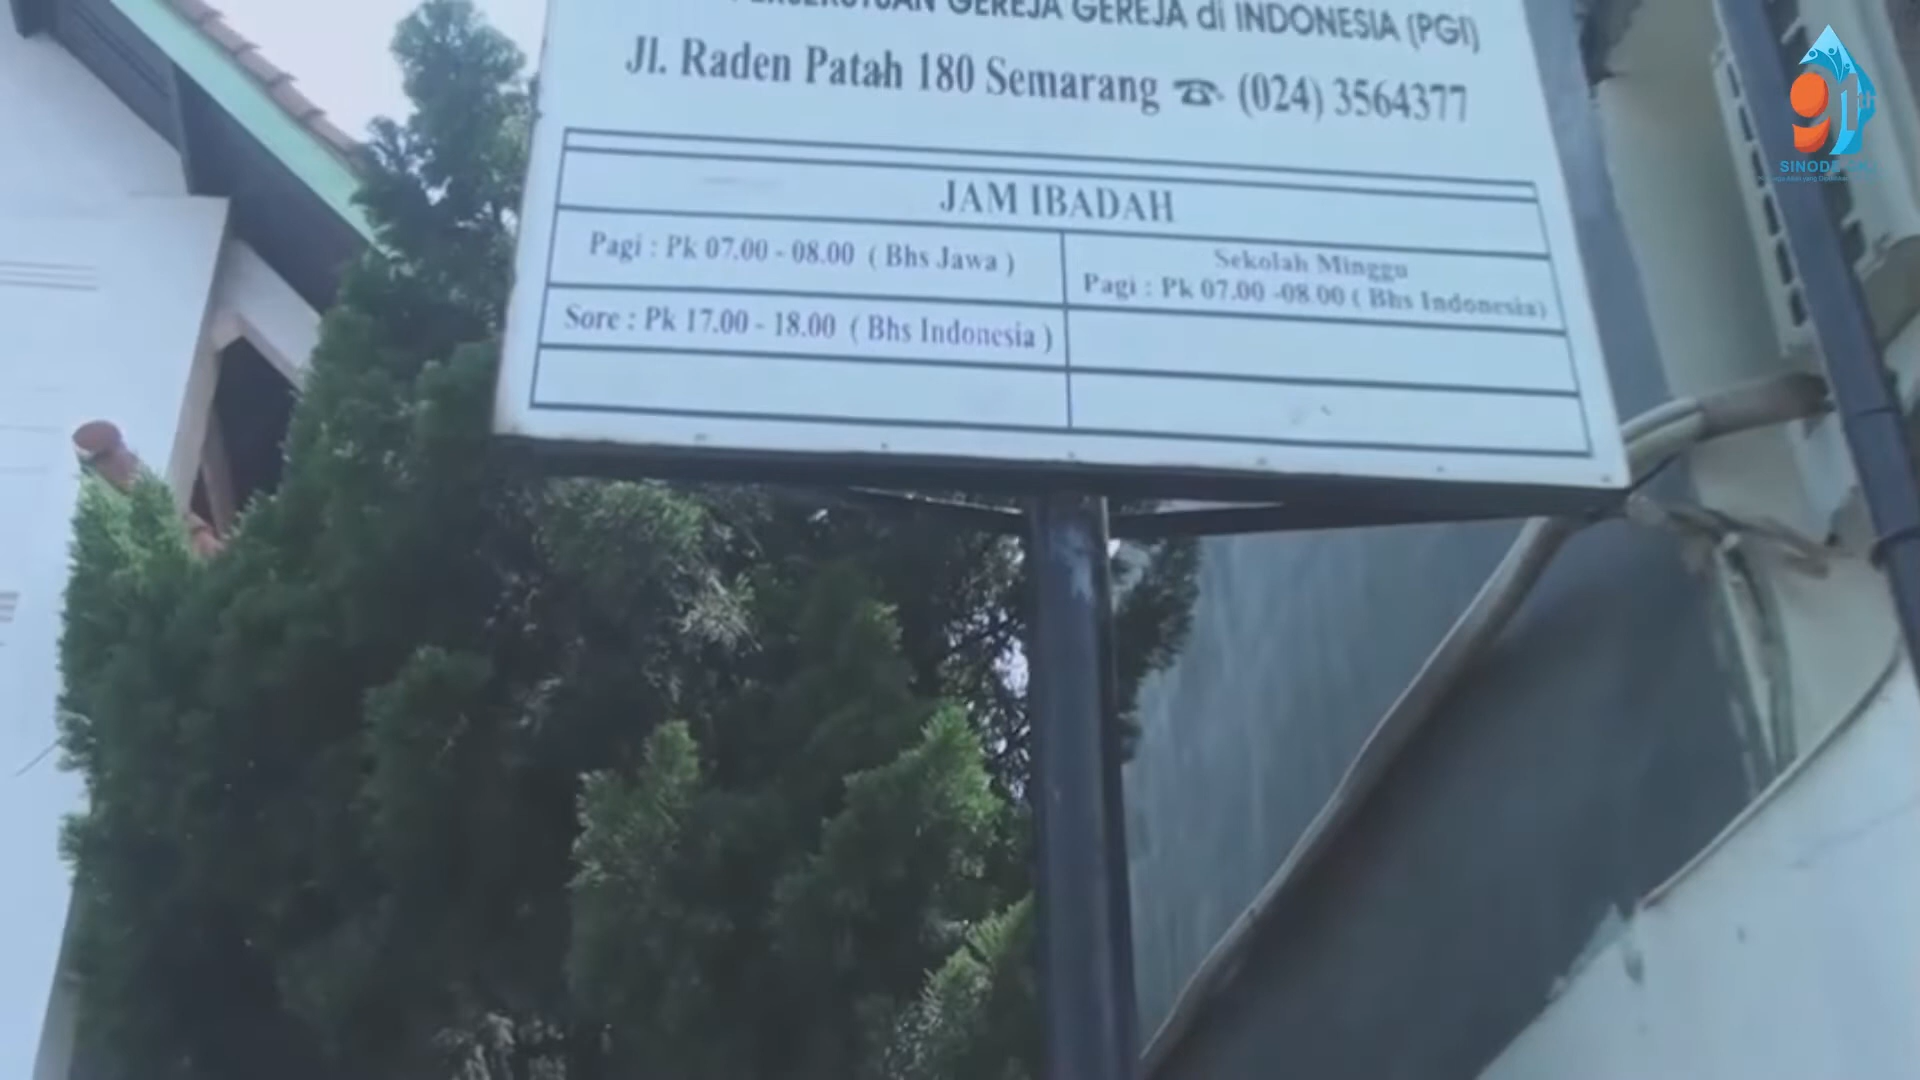 GEREJA GEREJA di INDONESIA (PGI)
Jl. Raden Patah 180 Semarang ☎ (024) 3564377
JAM IBADAH
Pagi : Pk 07.00 - 08.00 ( Bhs Jawa )
Sekolah Minggu
Pagi : Pk 07.00 -08.00 ( Bhs Indonesia)
Sore : Pk 17.00 - 18.00 ( Bhs Indonesia )
91th